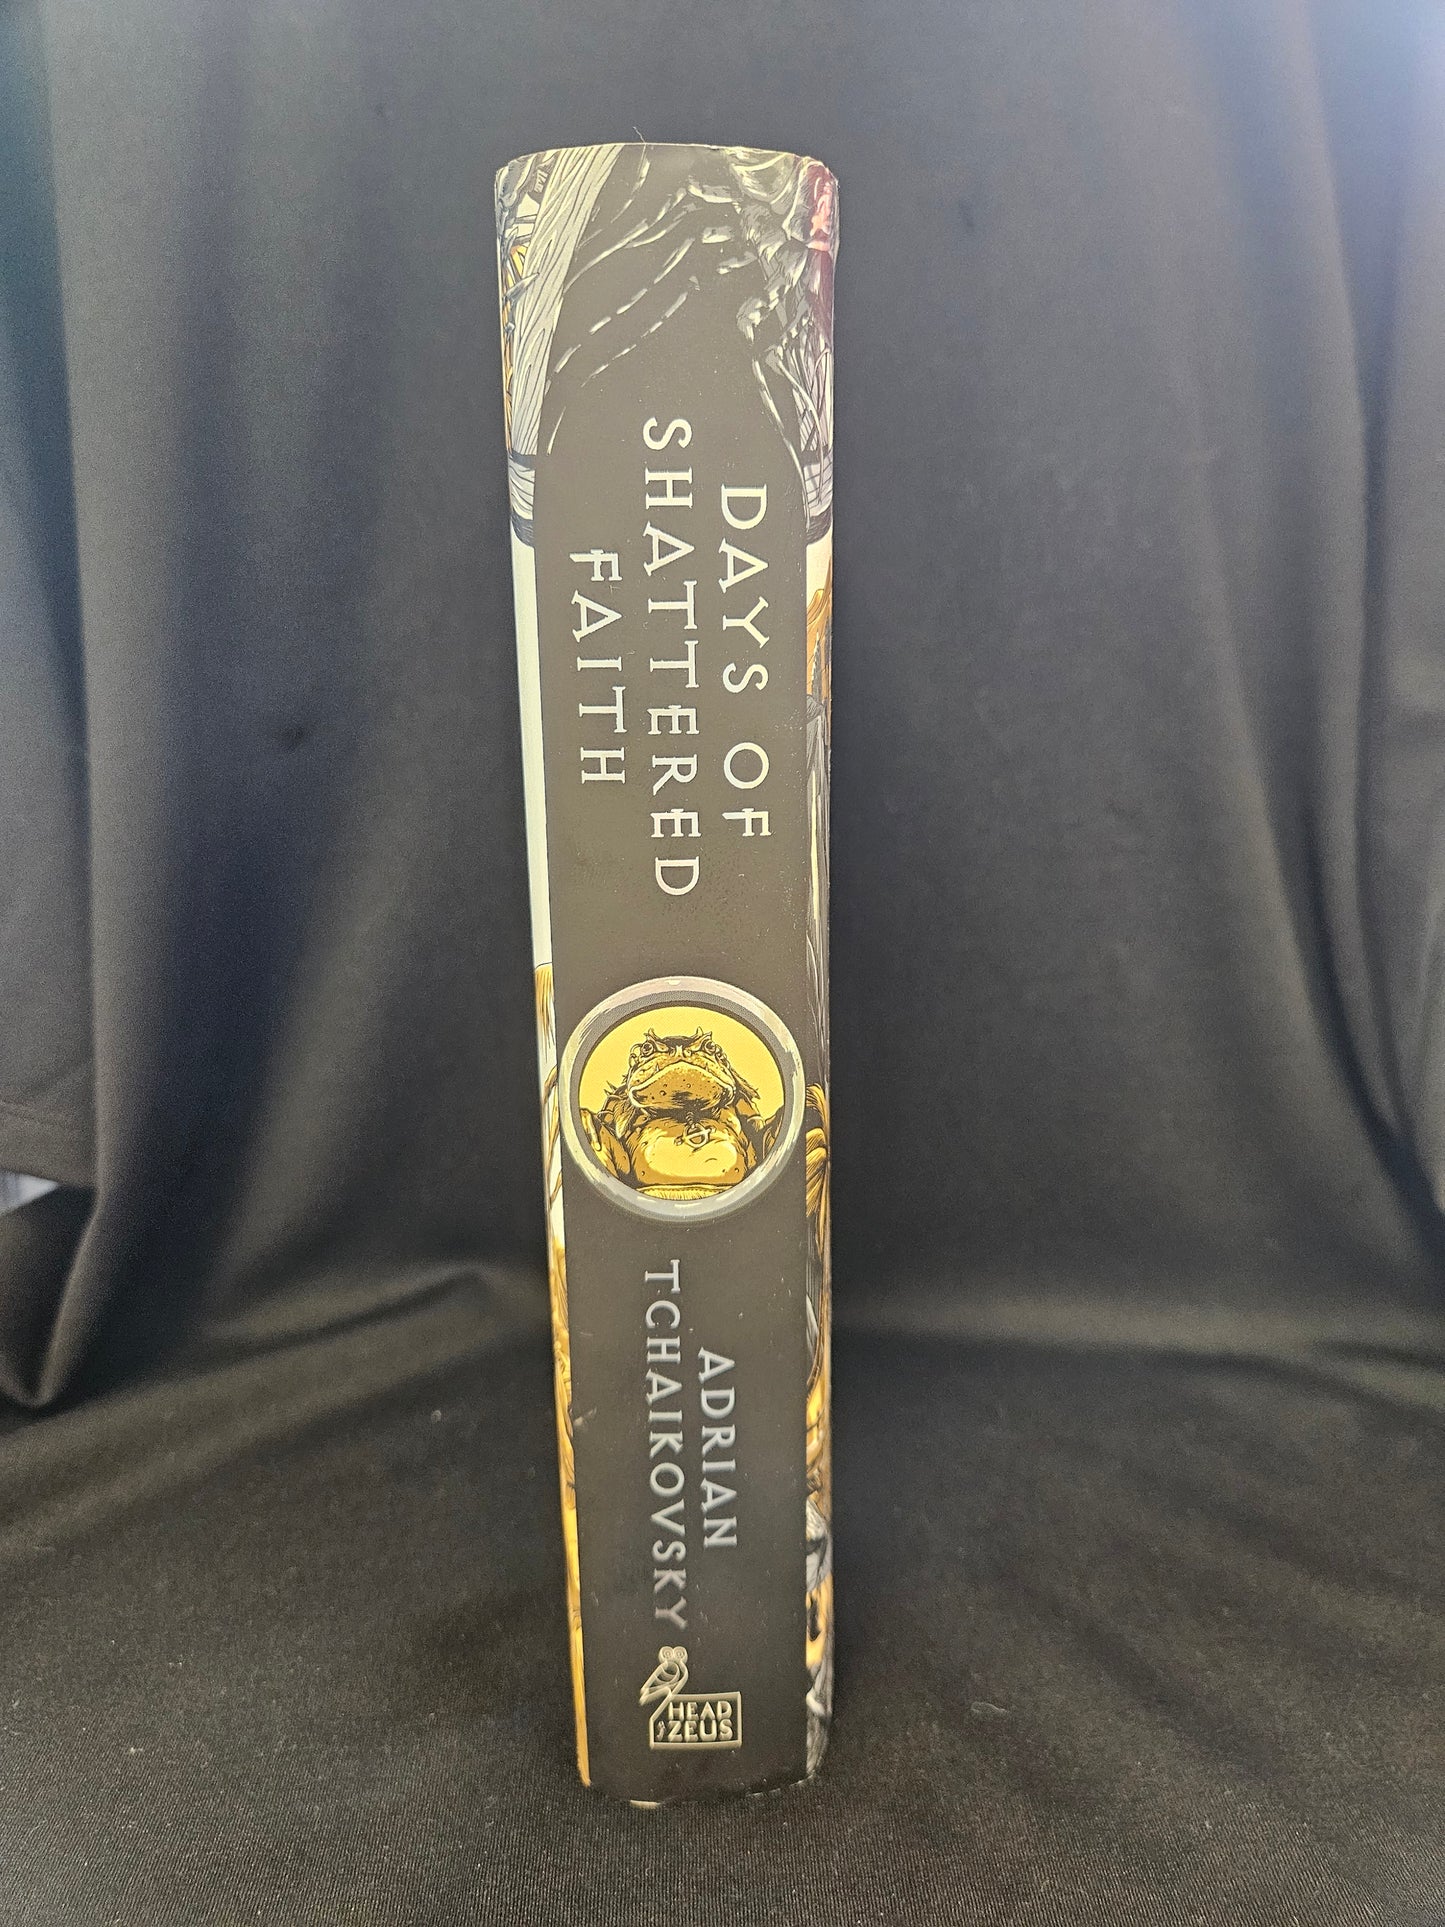 DAYS OF
SHATTERED
FAITH
ADRIAN
TCHAIKOVSKY
HEAD
ZEUS